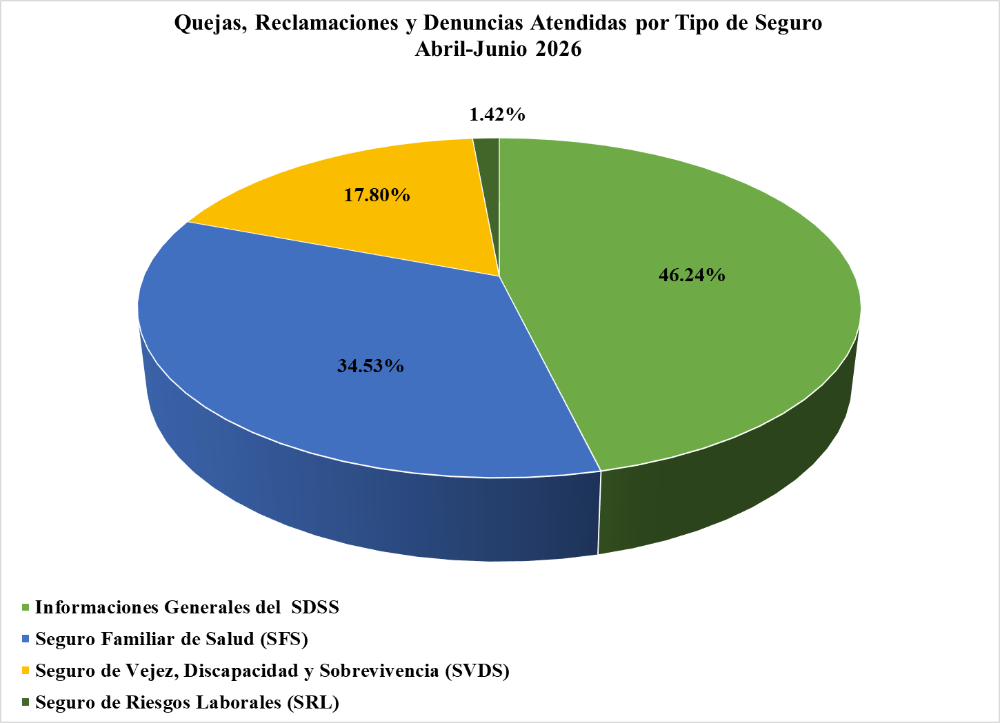 Quejas, Reclamaciones y Denuncias Atendidas por Tipo de Seguro
Abril-Junio 2026
1.42%
17.80%
46.24%
34.53%
Informaciones Generales del  SDSS
Seguro Familiar de Salud (SFS)
Seguro de Vejez, Discapacidad y Sobrevivencia (SVDS)
Seguro de Riesgos Laborales (SRL)